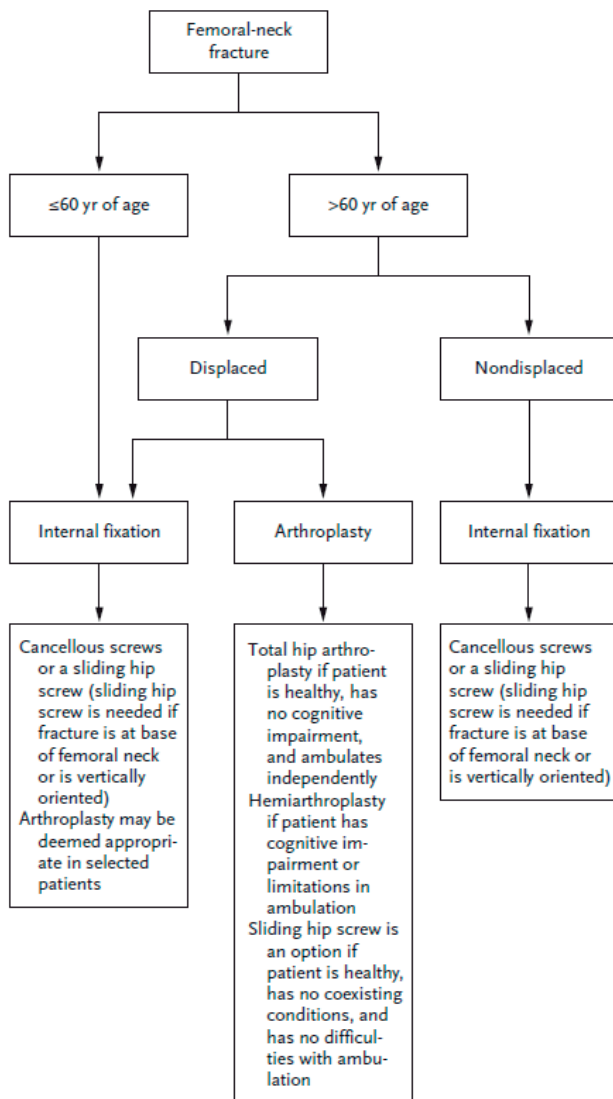 Femoral-neck
fracture
≤60 yr of age
>60 yr of age
Displaced
Nondisplaced
Internal fixation
Arthroplasty
Internal fixation
Cancellous screws
or a sliding hip
screw (sliding hip
screw is needed if
fracture is at base
of femoral neck
or is vertically
oriented)
Arthroplasty may be
deemed appropri-
ate in selected
patients
Total hip arthro-
plasty if patient
is healthy, has
no cognitive
impairment,
and ambulates
independently
Hemiarthroplasty
if patient has
cognitive im-
pairment or
limitations in
ambulation
Sliding hip screw is
an option if
patient is healthy,
has no coexisting
conditions, and
has no difficul-
ties with ambu-
lation
Cancellous screws
or a sliding hip
screw (sliding hip
screw is needed if
fracture is at base
of femoral neck or
is vertically oriented)